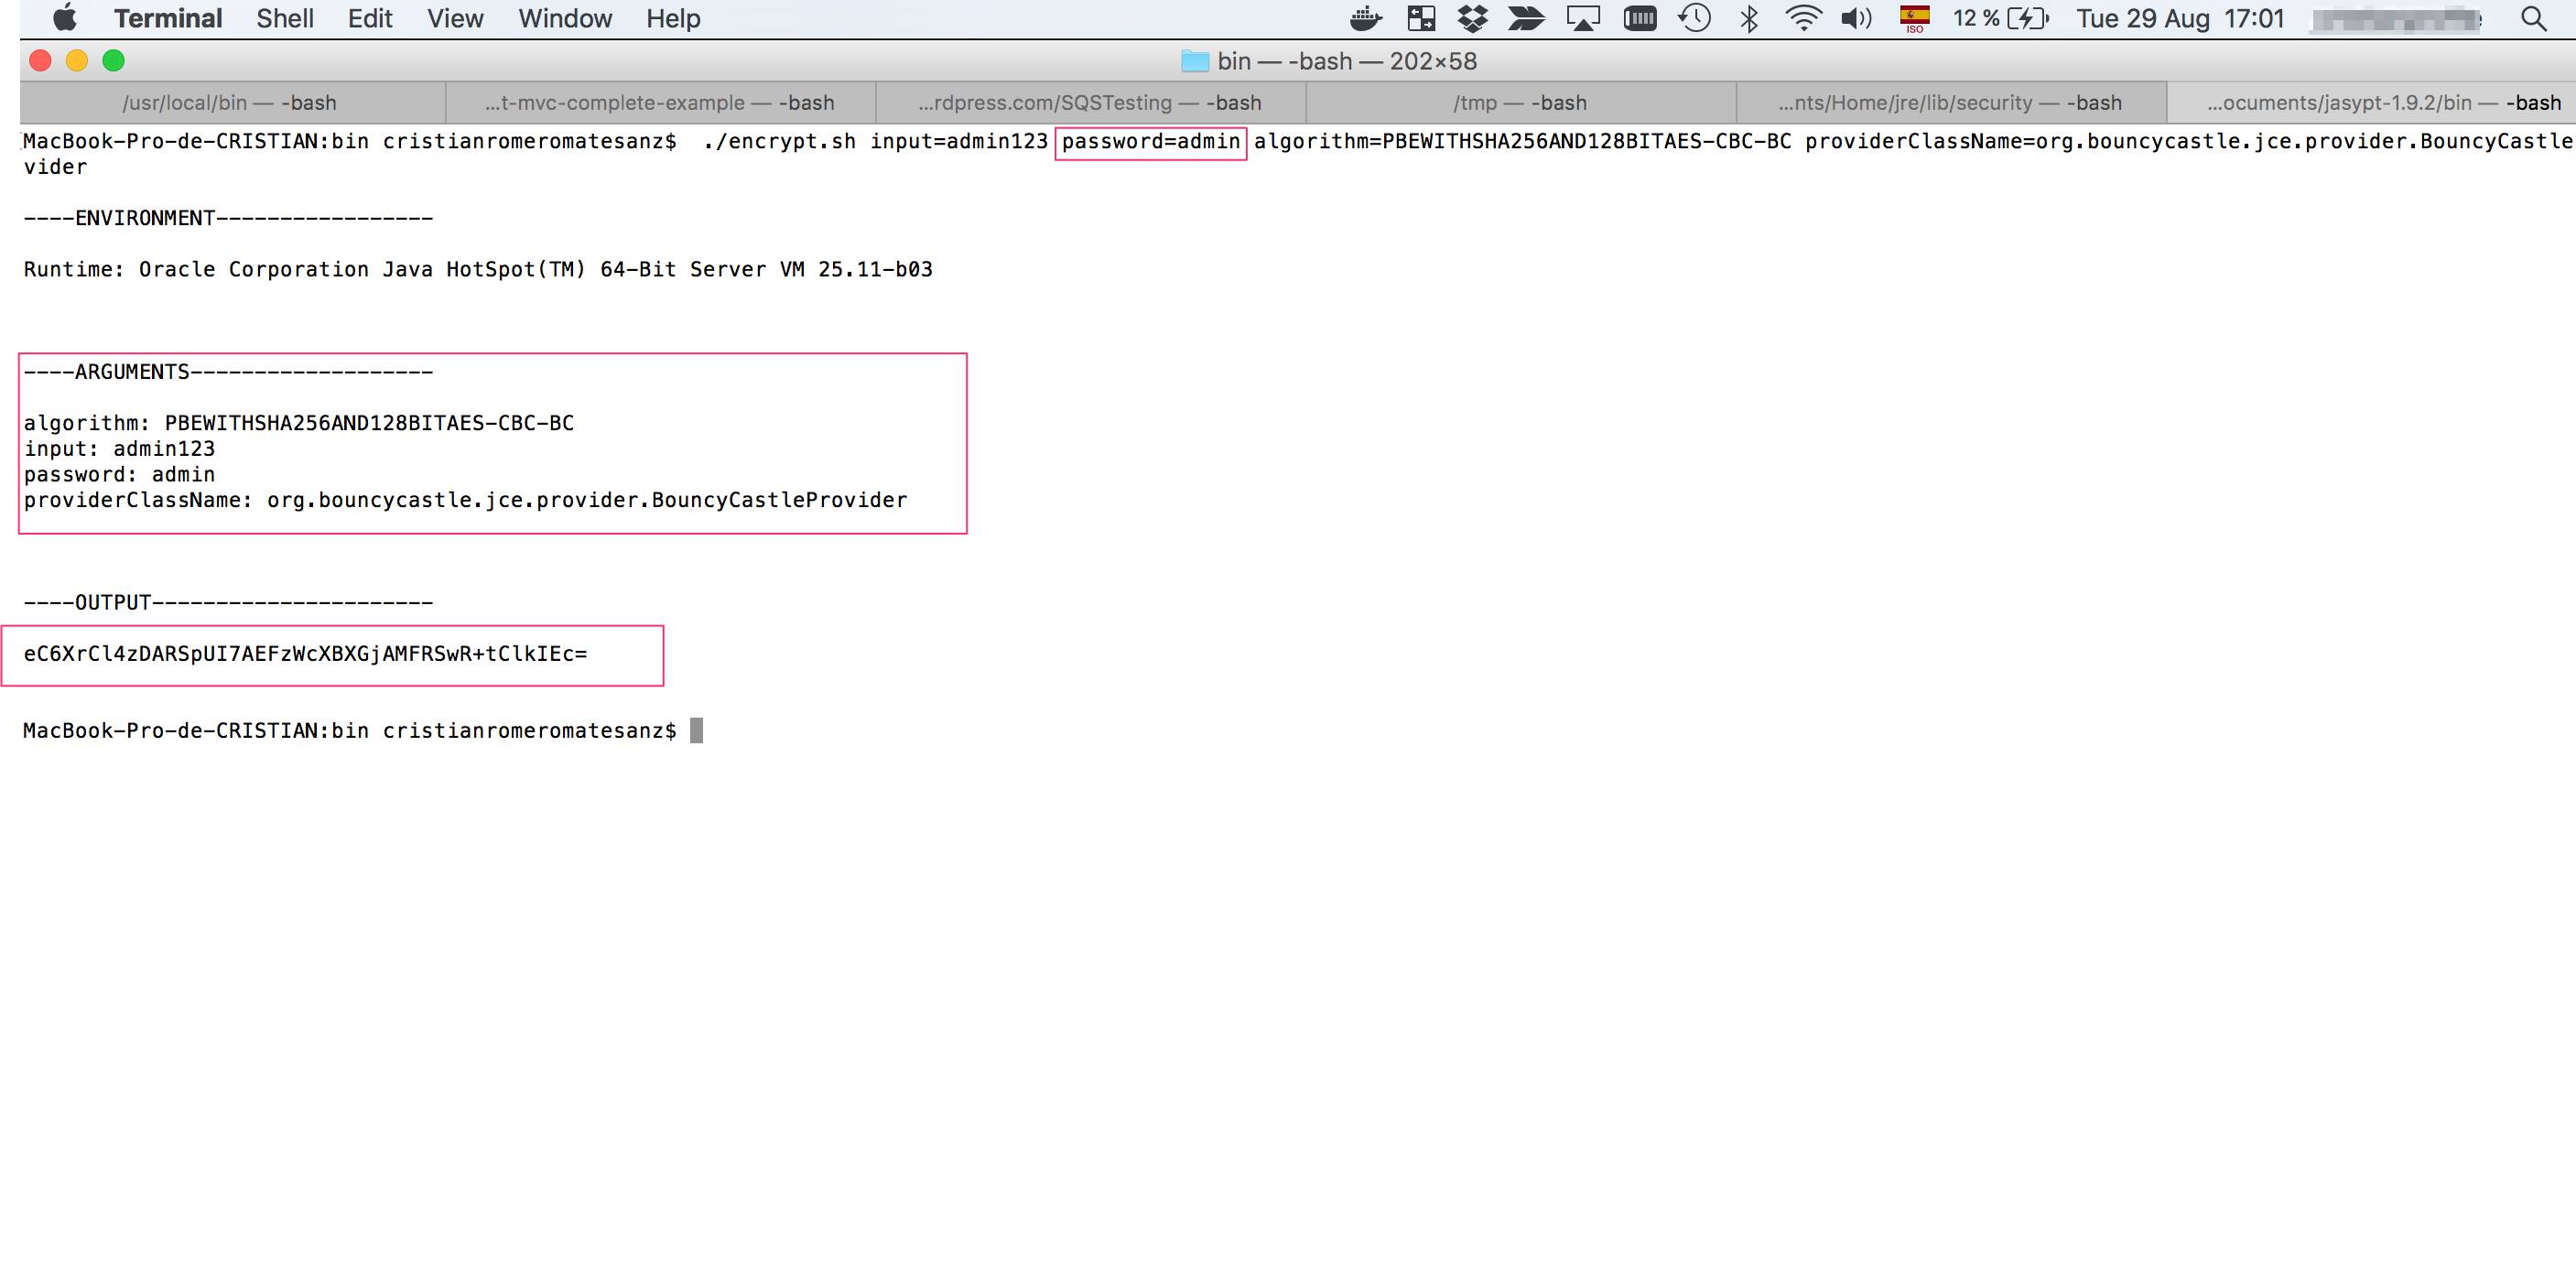 Terminal Shell Edit View Window Help ISO 12 % Tue 29 Aug 17:01
bin — -bash — 202×58
/usr/local/bin — -bash ...t-mvc-complete-example — -bash ...rdpress.com/SQSTesting — -bash /tmp — -bash ...nts/Home/jre/lib/security — -bash ...ocuments/jasypt-1.9.2/bin — -bash
MacBook-Pro-de-CRISTIAN:bin cristianromeromatesanz$  ./encrypt.sh input=admin123 password=admin algorithm=PBEWITHSHA256AND128BITAES-CBC-BC providerClassName=org.bouncycastle.jce.provider.BouncyCastle
vider
----ENVIRONMENT-----------------
Runtime: Oracle Corporation Java HotSpot(TM) 64-Bit Server VM 25.11-b03
----ARGUMENTS-------------------
algorithm: PBEWITHSHA256AND128BITAES-CBC-BC
input: admin123
password: admin
providerClassName: org.bouncycastle.jce.provider.BouncyCastleProvider
----OUTPUT----------------------
eC6XrCl4zDARSpUI7AEFzWcXBXGjAMFRSwR+tClkIEc=
MacBook-Pro-de-CRISTIAN:bin cristianromeromatesanz$